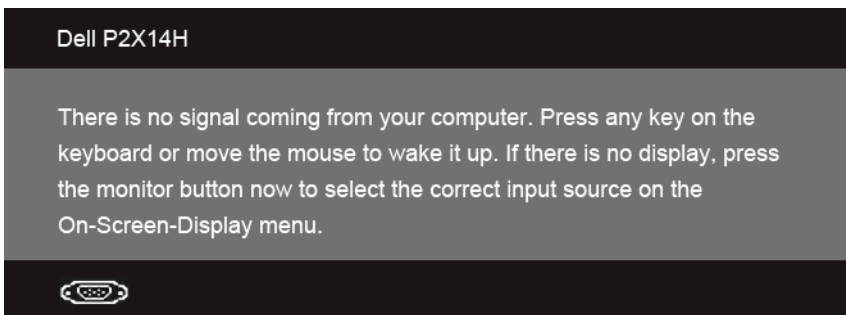 Dell P2X14H
There is no signal coming from your computer. Press any key on the
keyboard or move the mouse to wake it up. If there is no display, press
the monitor button now to select the correct input source on the
On-Screen-Display menu.